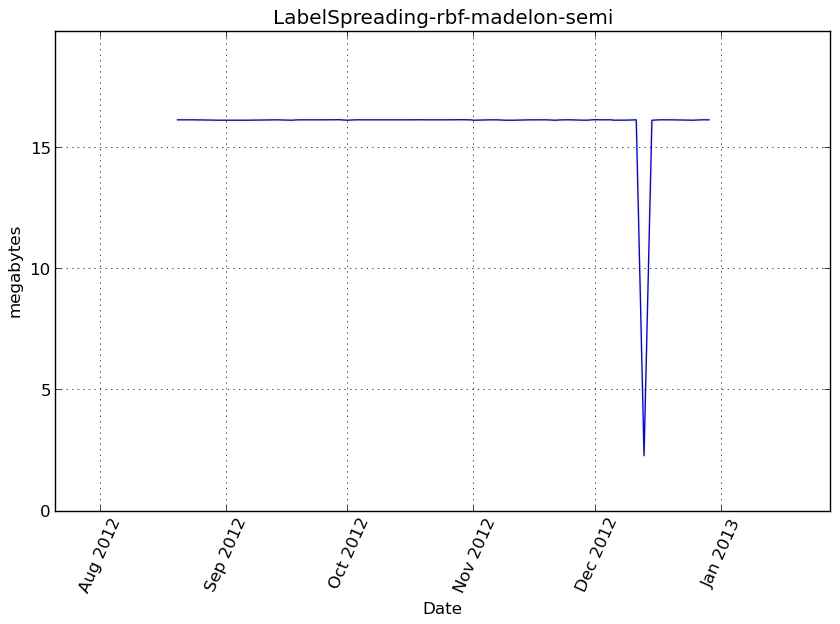 LabelSpreading-rbf-madelon-semi
megabytes
15
10
5
0
Aug 2012
Sep 2012
Oct 2012
Nov 2012
Dec 2012
Jan 2013
Date